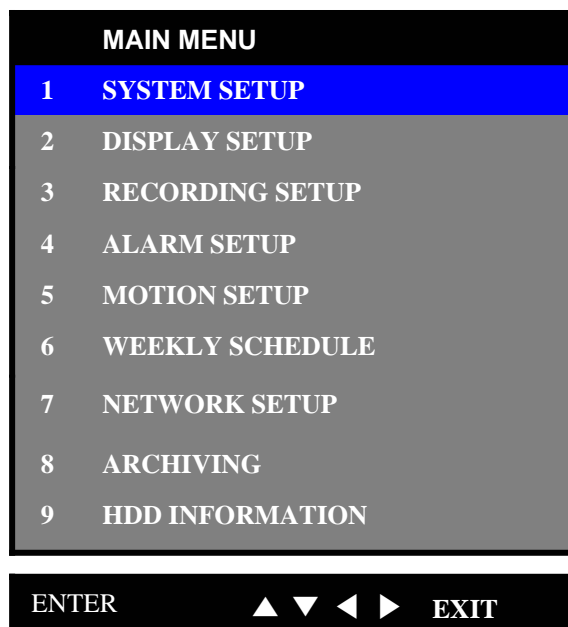 MAIN MENU
1 SYSTEM SETUP
2 DISPLAY SETUP
3 RECORDING SETUP
4 ALARM SETUP
5 MOTION SETUP
6 WEEKLY SCHEDULE
7 NETWORK SETUP
8 ARCHIVING
9 HDD INFORMATION
ENTER ▲ ▼ ◀ ▶ EXIT